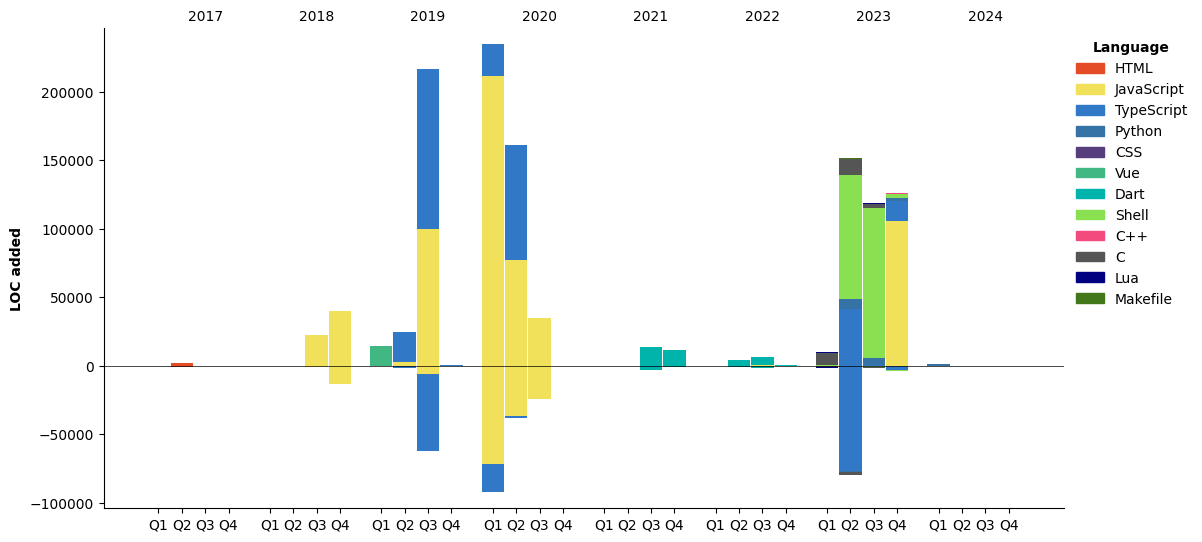 2017 2018 2019 2020 2021 2022 2023 2024
LOC added
200000
150000
100000
50000
0
−50000
−100000
Q1 Q2 Q3 Q4 Q1 Q2 Q3 Q4 Q1 Q2 Q3 Q4 Q1 Q2 Q3 Q4 Q1 Q2 Q3 Q4 Q1 Q2 Q3 Q4 Q1 Q2 Q3 Q4 Q1 Q2 Q3 Q4
Language
HTML
JavaScript
TypeScript
Python
CSS
Vue
Dart
Shell
C++
C
Lua
Makefile